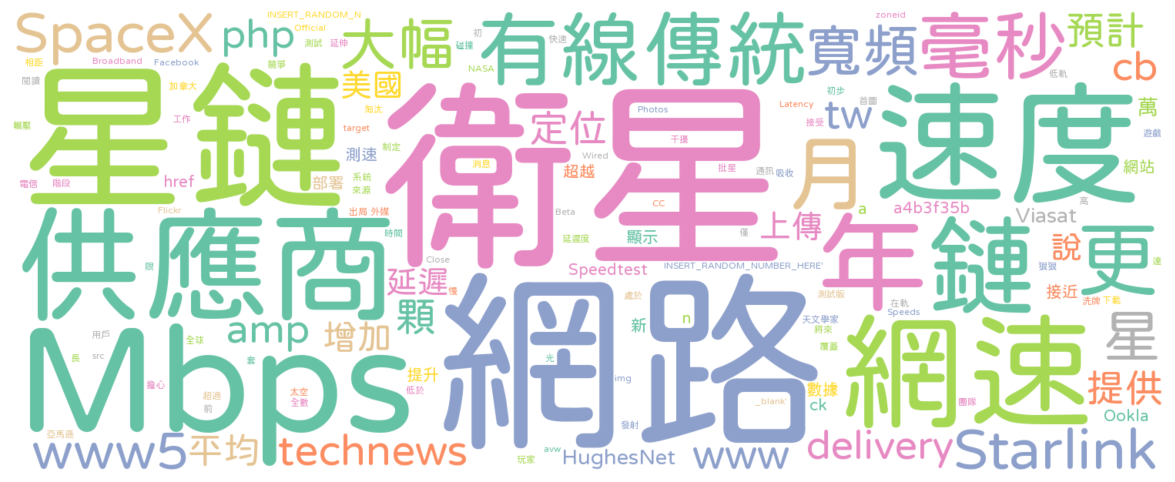 SpaceX
php
INSERT_RANDOM_N
Official
測試
延伸
競爭
大幅
碰撞
初
NASA
有線傳統
快速
寬頻
zoneid
毫秒
低軌
預計
cb
相距
Broadband
Facebook
閱讀
加拿大
美國
淘汰
星鏈
工作
target
測速
制定
系統
來源
部署
href
電信
階段
Flickr
出局
外媒
時間
衛星
消息
定位
Wired
超越
Photos
干擾
批星
CC
通訊
吸收
Latency
接受
初步
首圖
tw
月
速度
萬
遊戲
網站
高
a
a4b3f35b
Viasat
Beta
延遲度
顯示
僅
上傳
Close
延遲
慢
Speedtest
INSERT_RANDOM_NUMBER_HERE'
年
鏈
說
更
遠
接近
洗牌
下載
供應商
Mbps
amp
增加
顆
用戶
src
長
全球
套
擔心
超過
前
太空
全數
提升
低於
網路
處於
新
n
光
img
發射
_blank'
測試版
在軌
Speeds
天文學家
將來
覆蓋
數據
ck
網速
團隊
星
提供
Ookla
亞馬遜
www5
平均
technews
玩家
avw
HughesNet
www
delivery
Starlink